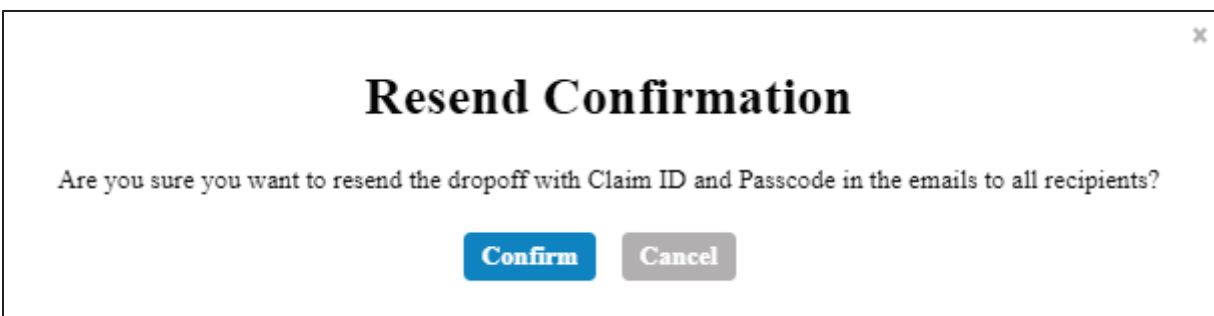 ×
Resend Confirmation
Are you sure you want to resend the dropoff with Claim ID and Passcode in the emails to all recipients?
Confirm Cancel